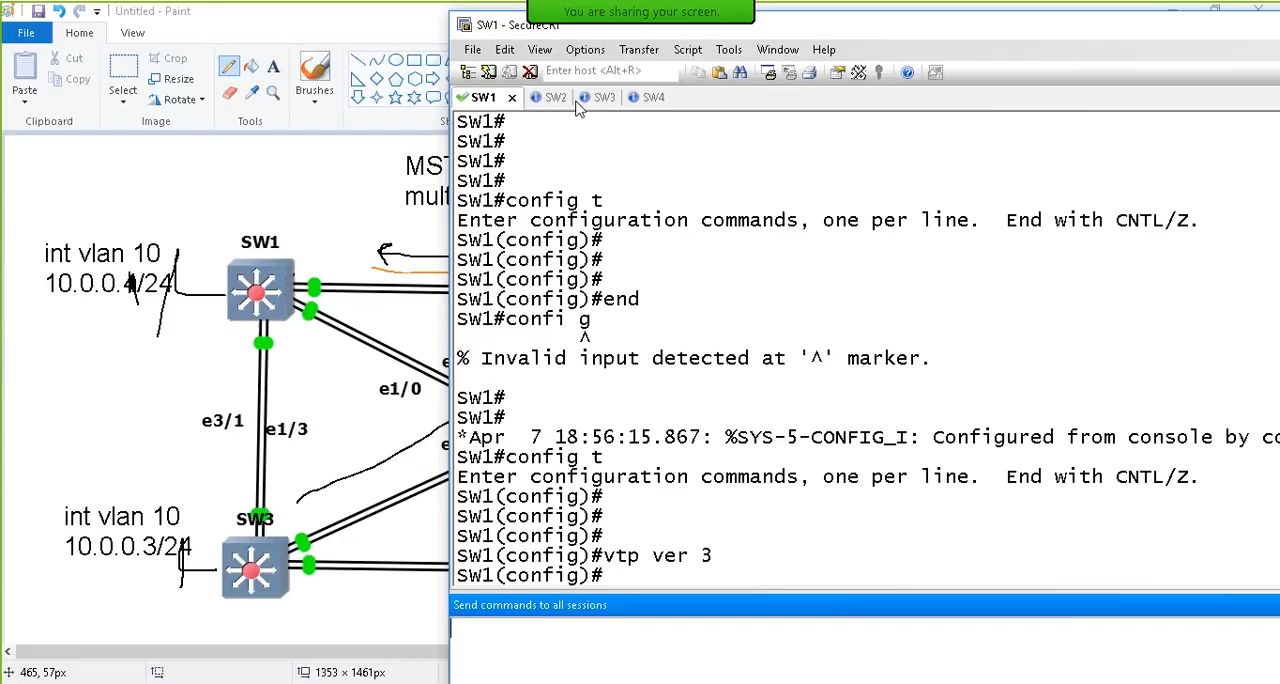 You are sharing your screen.
Untitled - Paint
File
Home
View
Cut
Copy
Paste
Clipboard
Crop
Resize
Rotate
Select
Image
A
Tools
Brushes
SW1 - SecureCRT
File Edit View Options Transfer Script Tools Window Help
Enter host <Alt+R>
SW1 SW2 SW3 SW4
int vlan 10
/24
SW1
e1/0
e3/1
e1/3
int vlan 10
10.0.0.3/24
SW3
SW1#
SW1#
SW1#
SW1#
SW1#config t
Enter configuration commands, one per line.  End with CNTL/Z.
SW1(config)#
SW1(config)#
SW1(config)#
SW1(config)#end
SW1#confi g
^
% Invalid input detected at '^' marker.
SW1#
SW1#
*Apr  7 18:56:15.867: %SYS-5-CONFIG_I: Configured from console by
SW1#config t
Enter configuration commands, one per line.  End with CNTL/Z.
SW1(config)#
SW1(config)#
SW1(config)#
SW1(config)#vtp ver 3
SW1(config)#
Send commands to all sessions
465, 57px
1353 × 1461px